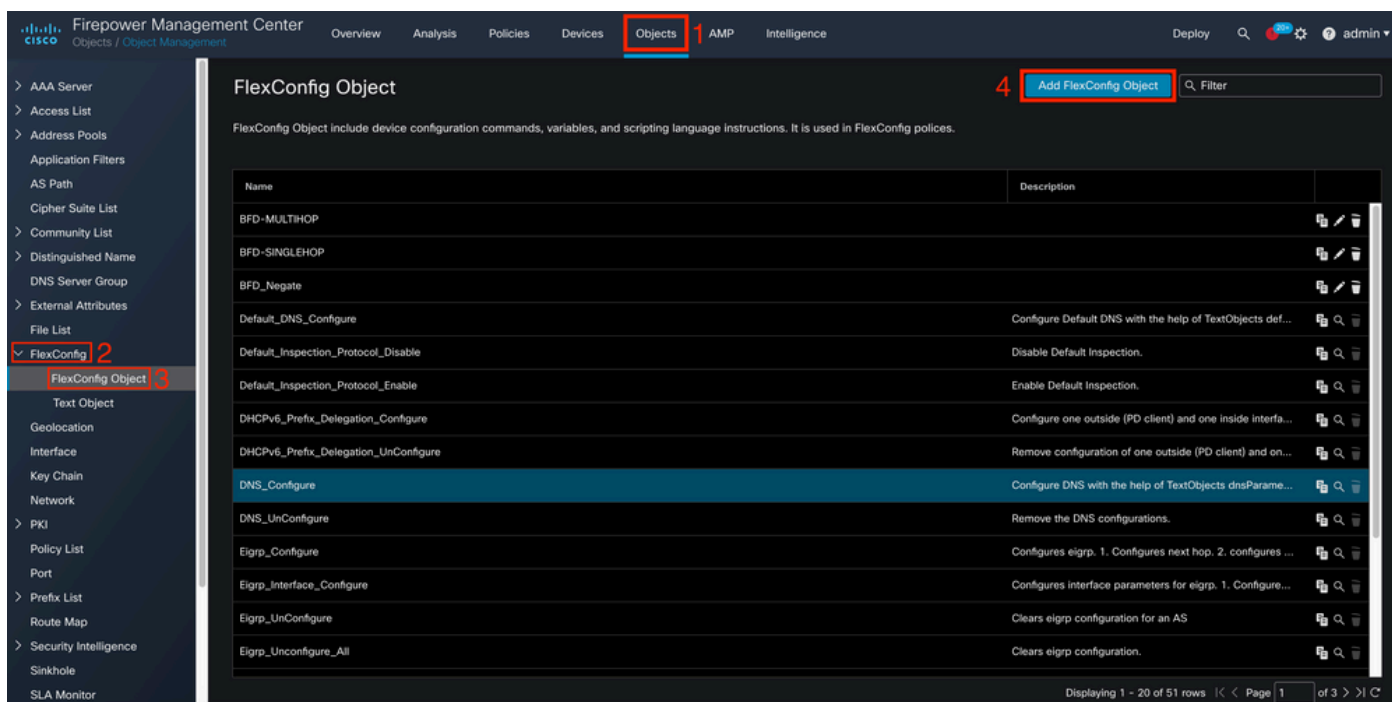 Firepower Management Center
CISCO Objects / Object Management
Overview Analysis Policies Devices Objects 1 AMP Intelligence Deploy 20+ admin
AAA Server
Access List
Address Pools
Application Filters
AS Path
Cipher Suite List
Community List
Distinguished Name
DNS Server Group
External Attributes
File List
FlexConfig 2
FlexConfig Object 3
Text Object
Geolocation
Interface
Key Chain
Network
PKI
Policy List
Port
Prefix List
Route Map
Security Intelligence
Sinkhole
SLA Monitor
FlexConfig Object
4 Add FlexConfig Object Filter
FlexConfig Object include device configuration commands, variables, and scripting language instructions. It is used in FlexConfig polices.
Name Description
BFD-MULTIHOP
BFD-SINGLEHOP
BFD_Negate
Default_DNS_Configure Configure Default DNS with the help of TextObjects def...
Default_Inspection_Protocol_Disable Disable Default Inspection.
Default_Inspection_Protocol_Enable Enable Default Inspection.
DHCPv6_Prefix_Delegation_Configure Configure one outside (PD client) and one inside interfa...
DHCPv6_Prefix_Delegation_UnConfigure Remove configuration of one outside (PD client) and on...
DNS_Configure Configure DNS with the help of TextObjects dnsParame...
DNS_UnConfigure Remove the DNS configurations.
Eigrp_Configure Configures eigrp. 1. Configures next hop. 2. configures ...
Eigrp_Interface_Configure Configures interface parameters for eigrp. 1. Configure...
Eigrp_UnConfigure Clears eigrp configuration for an AS
Eigrp_Unconfigure_All Clears eigrp configuration.
Displaying 1 - 20 of 51 rows |< < Page 1 of 3 > >|